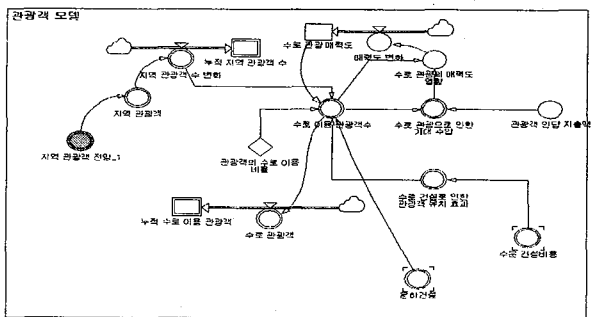 관광객 모델
수로 관광 매력도
매력도 변화
누적 지역 관광객 수
지역 관광객 수 변화
수로 관광의 매력도
영향
지역 관광객
수로 이용 관광객수
수로 관광으로 인한
기대 수입
관광객 인당 지출액
지역 관광객 전망_1
관광객의 수로 이용
비율
수로 건설로 인한
관광객 유치 효과
누적 수로 이용 관광객
수로 관광객
수로 건설비용
운하건설